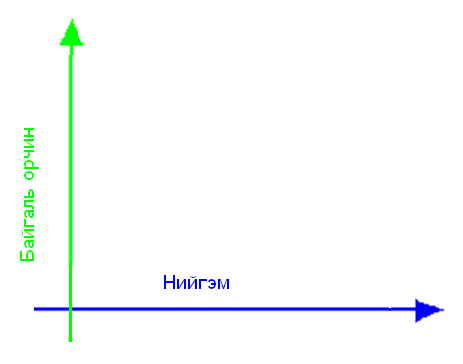 Байгаль орчин
Нийгэм